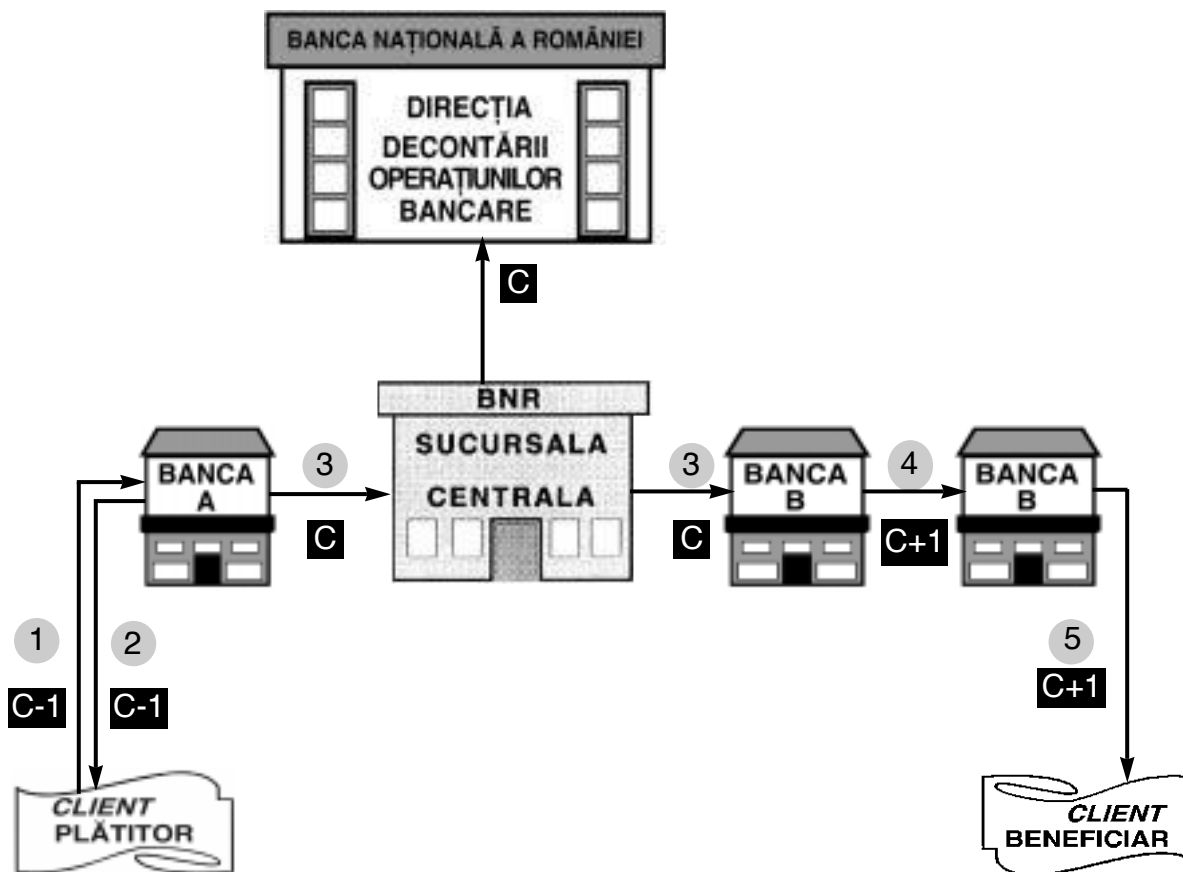 BANCA NAȚIONALĂ A ROMÂNIEI
DIRECȚIA
DECONTĂRII
OPERAȚIUNILOR
BANCARE
C
BNR
SUCURSALA
CENTRALA
BANCA
A
3
C
3
C
BANCA
B
4
C+1
BANCA
B
1
C-1
2
C-1
5
C+1
CLIENT
PLĂTITOR
CLIENT
BENEFICIAR